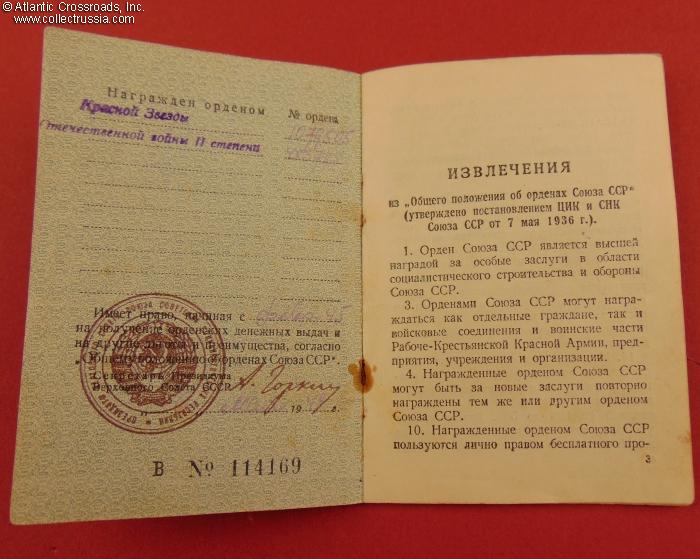 © Atlantic Crossroads, Inc.
www.collectrussia.com
Награжден орденом № ордена
Красной Звезды
Отечественной войны II степени
Имеет право, начиная с
на получение орденских денежных выдач и
на другие льготы и преимущества, согласно
"Общему положению об орденах Союза ССР"
Секретарь Президиума
Верховного Совета СССР А. Горкин
19 г.
В № 114169
ИЗВЛЕЧЕНИЯ
из „Общего положения об орденах Союза ССР"
(утверждено постановлением ЦИК и СНК
Союза ССР от 7 мая 1936 г.).
1. Орден Союза ССР является высшей
наградой за особые заслуги в области
социалистического строительства и обороны
Союза ССР.
3. Орденами Союза ССР могут награж-
даться как отдельные граждане, так и
войсковые соединения и воинские части
Рабоче-Крестьянской Красной Армии, пред-
приятия, учреждения и организации.
4. Награжденные орденом Союза ССР
могут быть за новые заслуги повторно
награждены тем же или другим орденом
Союза ССР.
10. Награжденные орденом Союза ССР
пользуются лично правом бесплатного про-
3